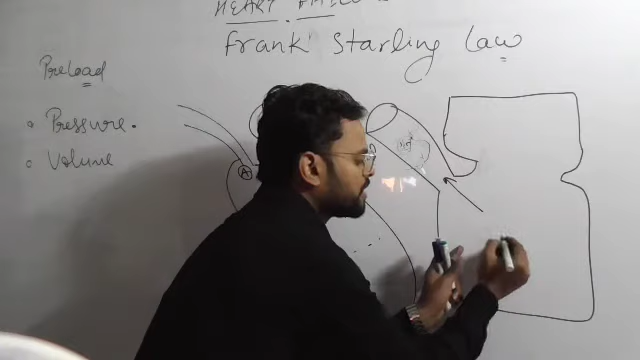 HEART FAILU
Frank Starling Law
Preload
• Pressure.
• Volume
A